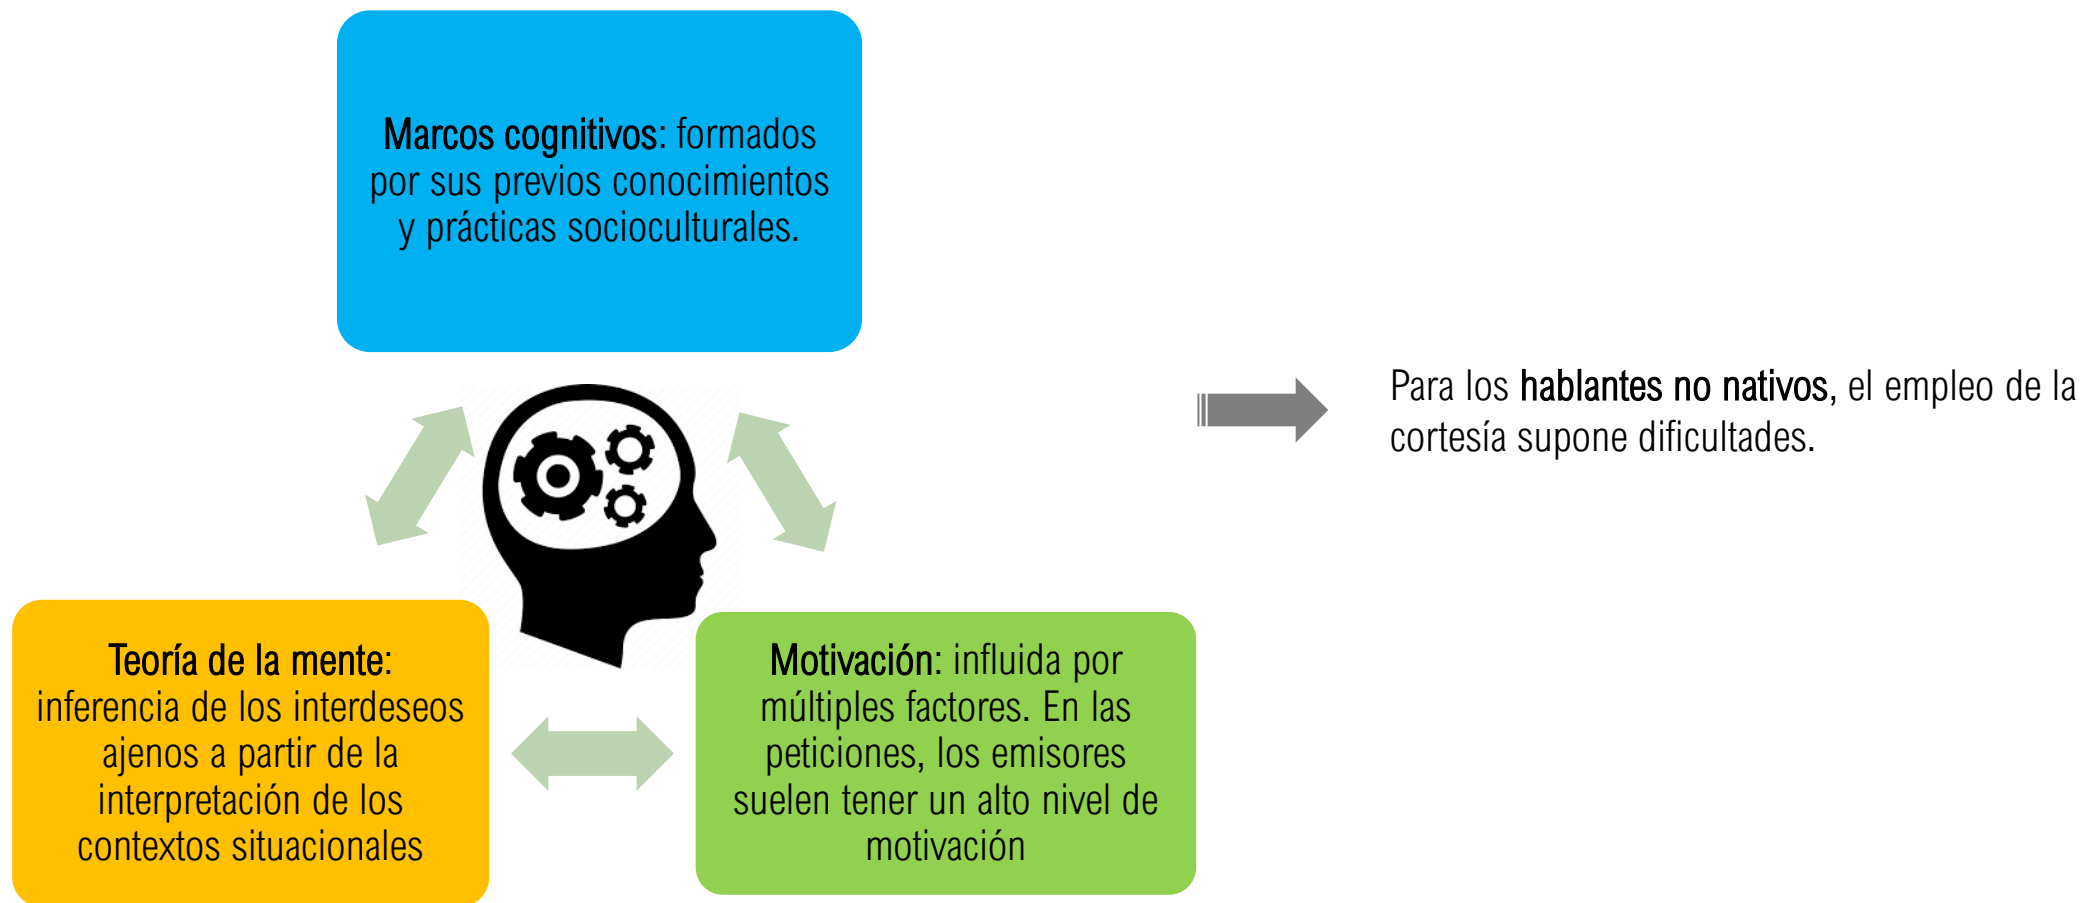 Marcos cognitivos: formados
por sus previos conocimientos
y prácticas socioculturales.
Para los hablantes no nativos, el empleo de la
cortesía supone dificultades.
Teoría de la mente:
inferencia de los interdeseos
ajenos a partir de la
interpretación de los
contextos situacionales
Motivación: influida por
múltiples factores. En las
peticiones, los emisores
suelen tener un alto nivel de
motivación